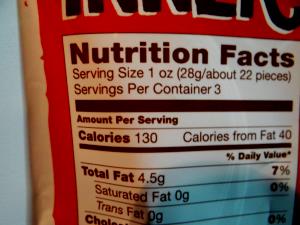 Nutrition Facts
Serving Size 1 oz (28g/about 22 pieces)
Servings Per Container 3
Amount Per Serving
Calories 130 Calories from Fat 40
% Daily Value*
Total Fat 4.5g 7%
Saturated Fat 0g 0%
Trans Fat 0g
0%